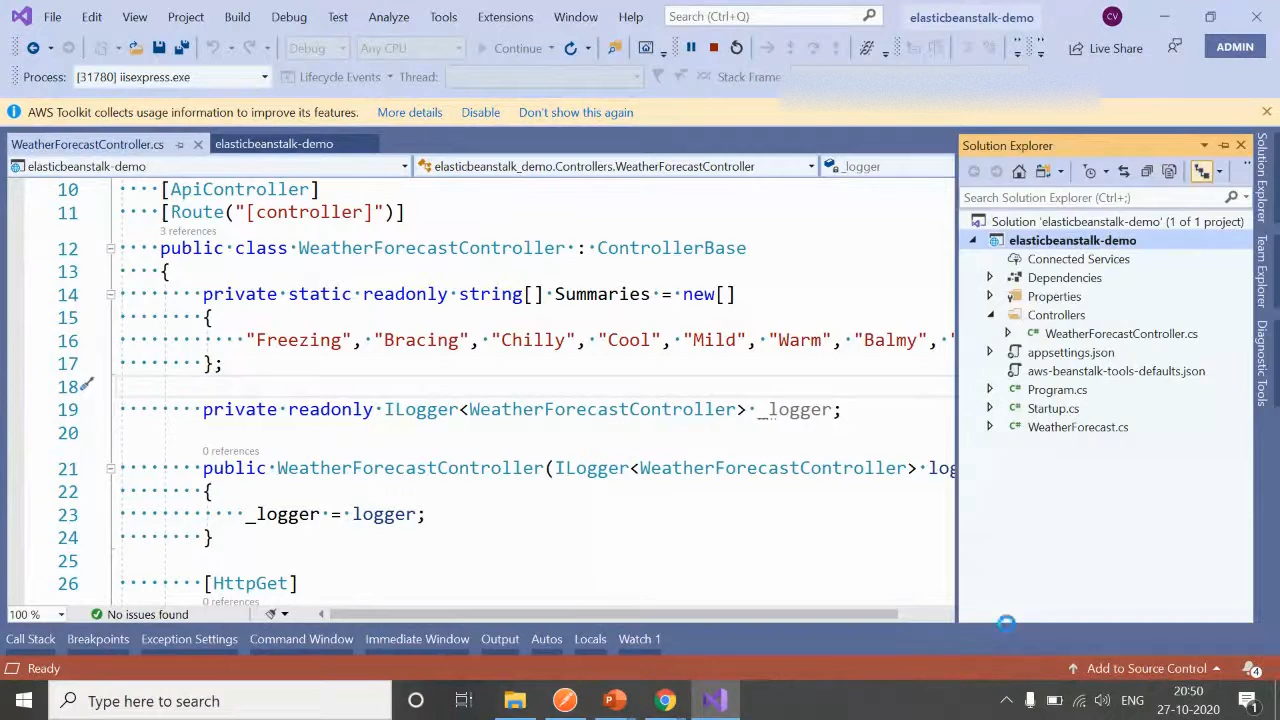 File Edit View Project Build Debug Test Analyze Tools Extensions Window Help Search (Ctrl+Q) elasticbeanstalk-demo CV
Debug Any CPU Continue Live Share ADMIN
Process: [31780] iisexpress.exe Lifecycle Events Thread: Stack Frame
AWS Toolkit collects usage information to improve its features. More details Disable Don't show this again
WeatherForecastController.cs elasticbeanstalk-demo
elasticbeanstalk-demo elasticbeanstalk_demo.Controllers.WeatherForecastController _logger
10 [ApiController]
11 [Route("[controller]")]
3 references
12 public class WeatherForecastController : ControllerBase
13 {
14 private static readonly string[] Summaries = new[]
15 {
16 "Freezing", "Bracing", "Chilly", "Cool", "Mild", "Warm", "Balmy", "
17 };
18
19 private readonly ILogger<WeatherForecastController> _logger;
20
0 references
21 public WeatherForecastController(ILogger<WeatherForecastController> log
22 {
23 _logger = logger;
24 }
25
26 [HttpGet]
0 references
100 % No issues found
Solution Explorer
Search Solution Explorer (Ctrl+;)
Solution 'elasticbeanstalk-demo' (1 of 1 project)
elasticbeanstalk-demo
Connected Services
Dependencies
Properties
Controllers
WeatherForecastController.cs
appsettings.json
aws-beanstalk-tools-defaults.json
Program.cs
Startup.cs
WeatherForecast.cs
Solution Explorer
Team Explorer
Diagnostic Tools
Call Stack Breakpoints Exception Settings Command Window Immediate Window Output Autos Locals Watch 1
Ready Add to Source Control 4
Type here to search ENG 20:50
27-10-2020 1